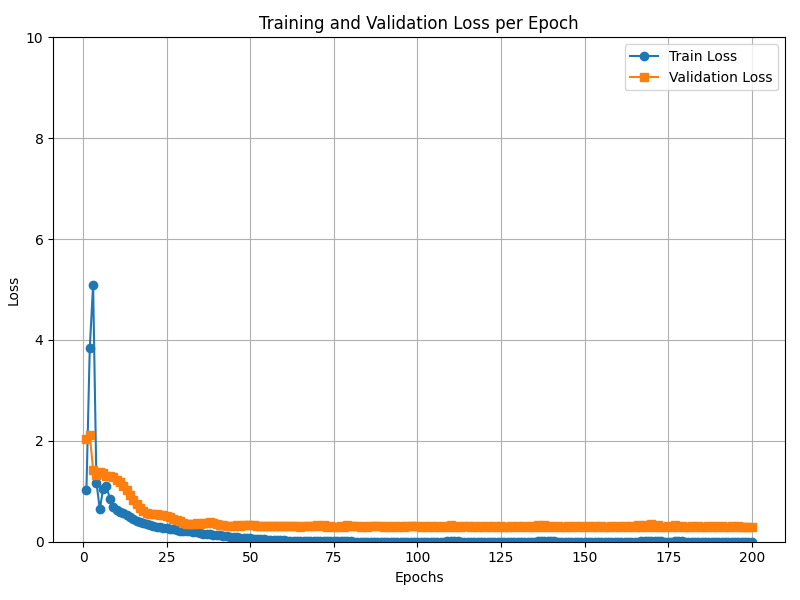 Training and Validation Loss per Epoch
Train Loss
Validation Loss
10
8
6
4
2
0
Loss
0 25 50 75 100 125 150 175 200
Epochs